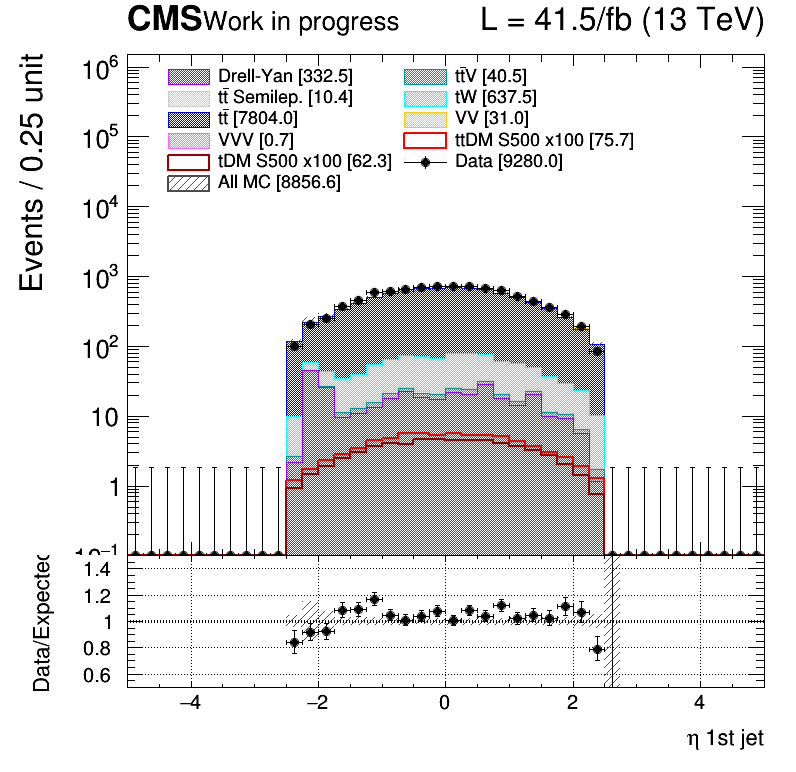 CMS Work in progress L = 41.5/fb (13 TeV)
Events / 0.25 unit
10⁶
10⁵
10⁴
10³
10²
10
1
10⁻¹
Drell-Yan [332.5] tt̄V [40.5]
tt̄ Semilep. [10.4] tW [637.5]
tt̄ [7804.0] VV [31.0]
VVV [0.7] ttDM S500 x100 [75.7]
tDM S500 x100 [62.3] Data [9280.0]
All MC [8856.6]
Data/Expected
1.4
1.2
1
0.8
0.6
−4 −2 0 2 4
η 1st jet